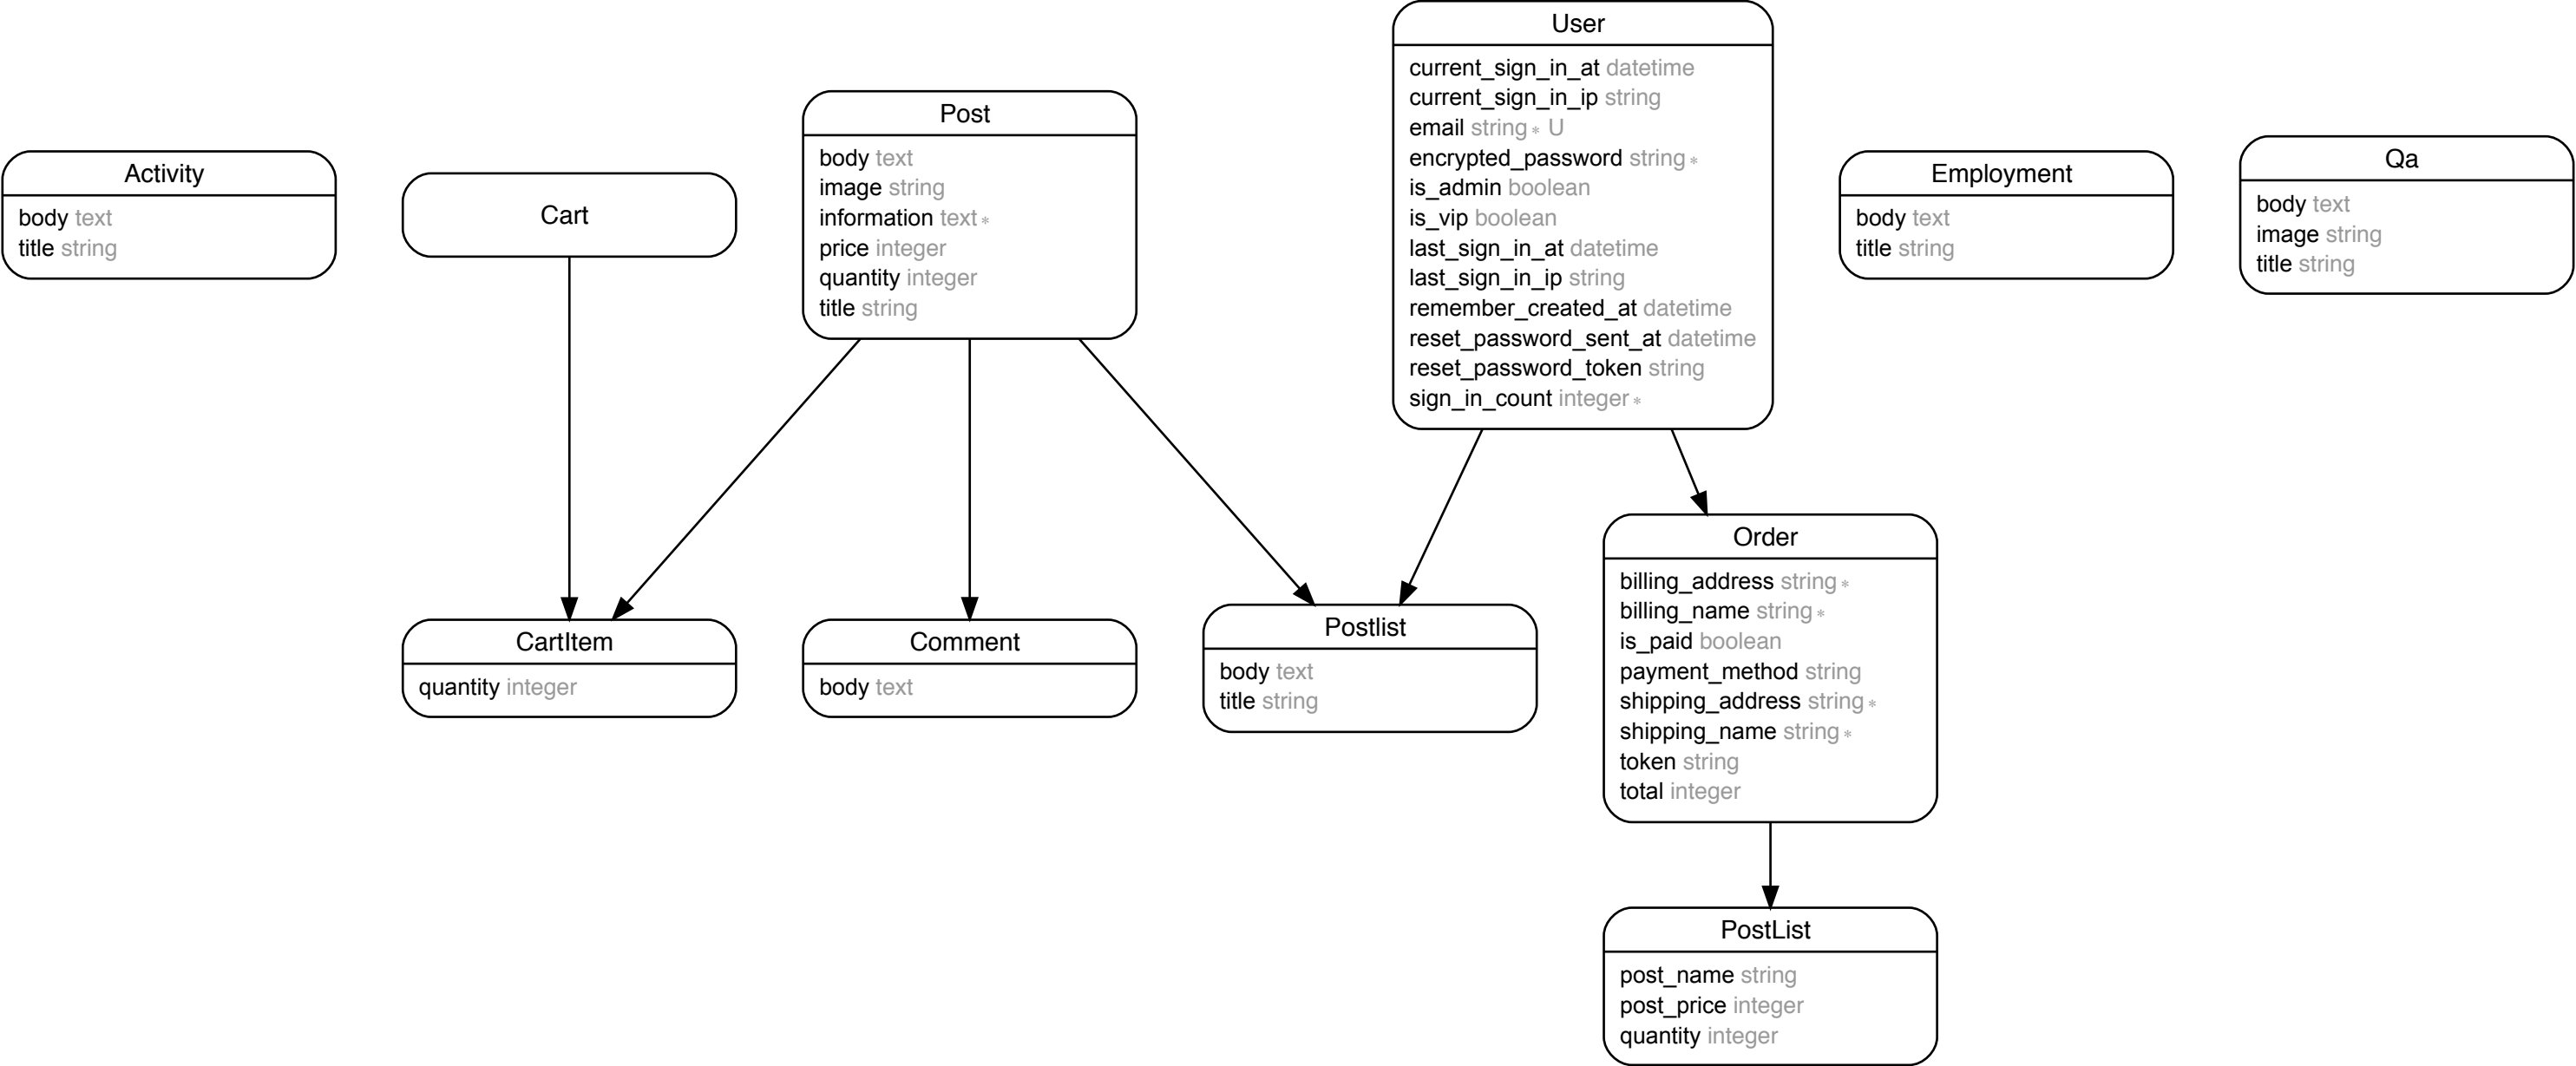 User
current_sign_in_at datetime
current_sign_in_ip string
email string * U
encrypted_password string *
is_admin boolean
is_vip boolean
last_sign_in_at datetime
last_sign_in_ip string
remember_created_at datetime
reset_password_sent_at datetime
reset_password_token string
sign_in_count integer *
Post
body text
image string
information text *
price integer
quantity integer
title string
Activity
body text
title string
Cart
Employment
body text
title string
Qa
body text
image string
title string
CartItem
quantity integer
Comment
body text
Postlist
body text
title string
Order
billing_address string *
billing_name string *
is_paid boolean
payment_method string
shipping_address string *
shipping_name string *
token string
total integer
PostList
post_name string
post_price integer
quantity integer